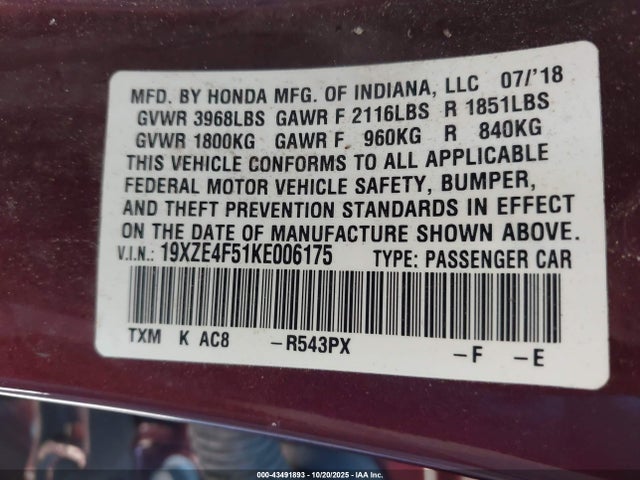 MFD. BY HONDA MFG. OF INDIANA, LLC 07/'18
GVWR 3968LBS GAWR F 2116LBS R 1851LBS
GVWR 1800KG GAWR F 960KG R 840KG
THIS VEHICLE CONFORMS TO ALL APPLICABLE
FEDERAL MOTOR VEHICLE SAFETY, BUMPER,
AND THEFT PREVENTION STANDARDS IN EFFECT
ON THE DATE OF MANUFACTURE SHOWN ABOVE.
V.I.N.: 19XZE4F51KE006175 TYPE: PASSENGER CAR
TXM K AC8 -R543PX -F -E
000-43491893 - 10/20/2025 - IAA Inc.